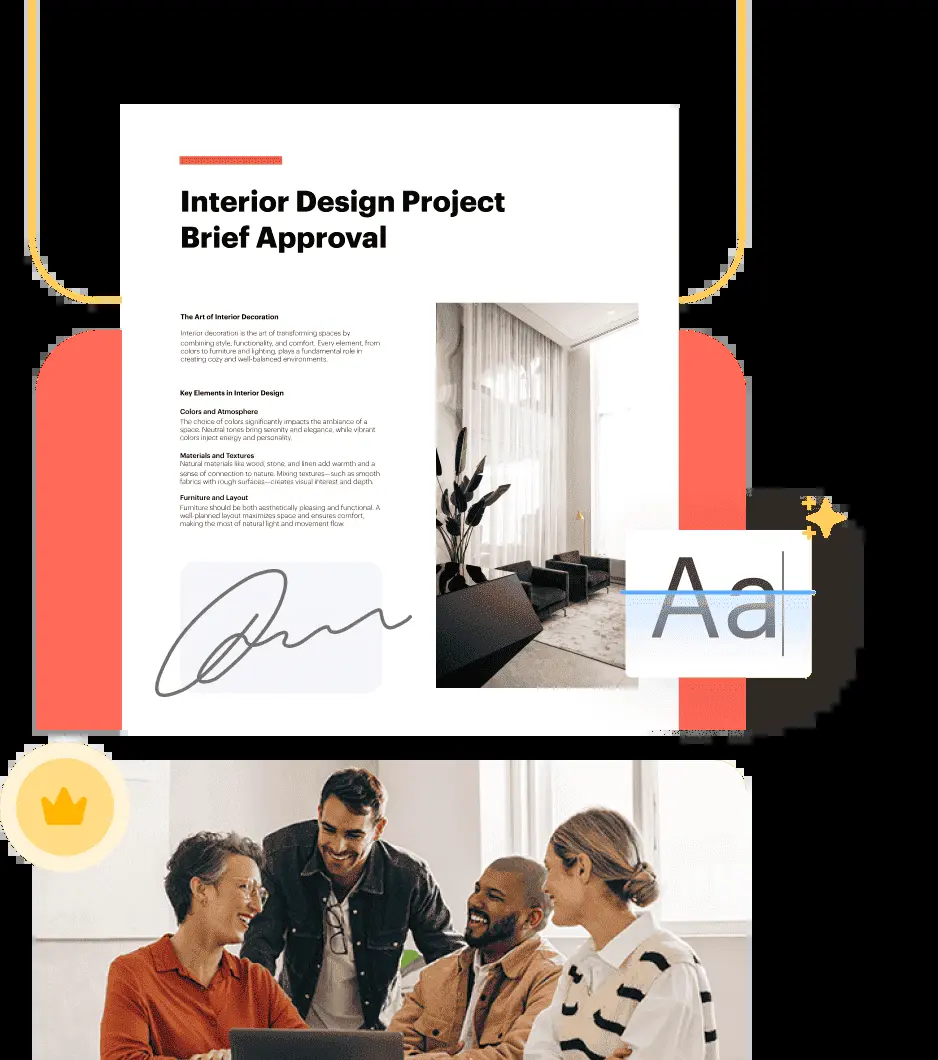 Interior Design Project
Brief Approval
The Art of Interior Decoration
Interior decoration is the art of transforming spaces by
combining style, functionality, and comfort. Every element, from
colors to furniture and lighting, plays a fundamental role in
creating cozy and well-balanced environments.
Key Elements in Interior Design
Colors and Atmosphere
The choice of colors significantly impacts the ambiance of a
space. Neutral tones bring serenity and elegance, while vibrant
colors inject energy and personality.
Materials and Textures
Natural materials like wood, stone, and linen add warmth and a
sense of connection to nature. Mixing textures—such as smooth
fabrics with rough surfaces—creates visual interest and depth.
Furniture and Layout
Furniture should be both aesthetically pleasing and functional. A
well-planned layout maximizes space and ensures comfort,
making the most of natural light and movement flow.
Aa